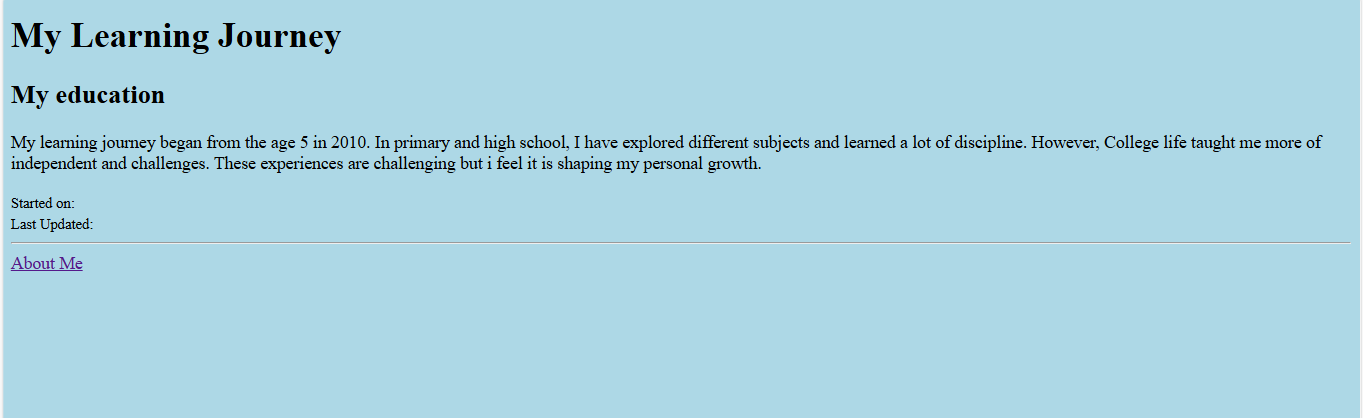 My Learning Journey
My education
My learning journey began from the age 5 in 2010. In primary and high school, I have explored different subjects and learned a lot of discipline. However, College life taught me more of
independent and challenges. These experiences are challenging but i feel it is shaping my personal growth.
Started on:
Last Updated:
About Me